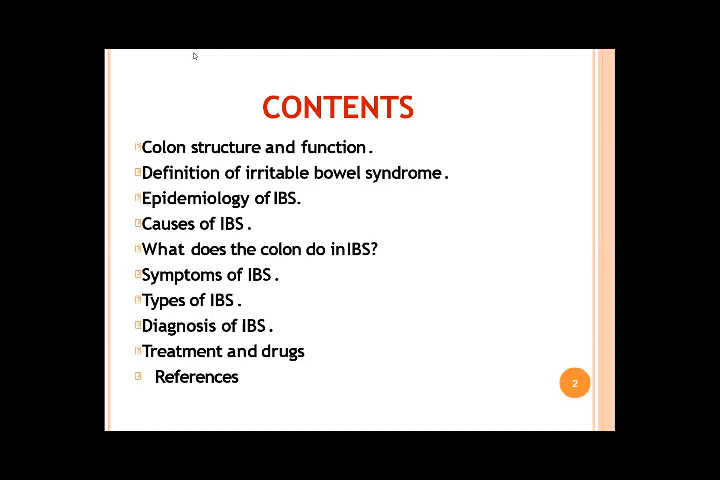 CONTENTS
Colon structure and function.
Definition of irritable bowel syndrome.
Epidemiology of IBS.
Causes of IBS.
What does the colon do in IBS?
Symptoms of IBS.
Types of IBS.
Diagnosis of IBS.
Treatment and drugs
References
2